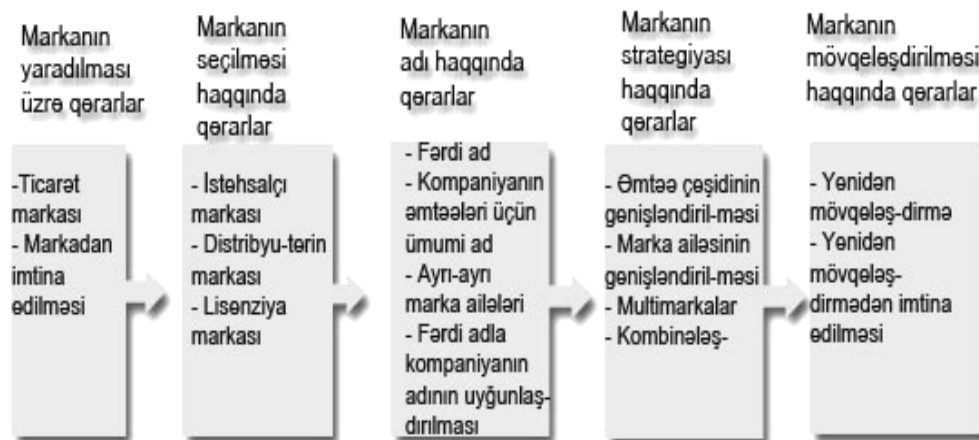 Markanın
yaradılması
üzrə qərarlar
-Ticarət
markası
- Markadan
imtina
edilməsi
Markanın
seçilməsi
haqqında
qərarlar
- İstehsalçı
markası
- Distribyu-terin
markası
- Lisenziya
markası
Markanın
adı haqqında
qərarlar
- Fərdi ad
- Kompaniyanın
əmtəələri üçün
ümumi ad
- Ayrı-ayrı
marka ailələri
- Fərdi adla
kompaniyanın
adının uyğunlaş-
dırılması
Markanın
strategiyası
haqqında
qərarlar
- Əmtəə çeşidinin
genişləndiril-məsi
- Marka ailəsinin
genişləndiril-məsi
- Multimarkalar
- Kombinələş-
Markanın
mövqeləşdirilməsi
haqqında qərarlar
- Yenidən
mövqeləş-dirmə
- Yenidən
mövqeləş-
dirmədən imtina
edilməsi